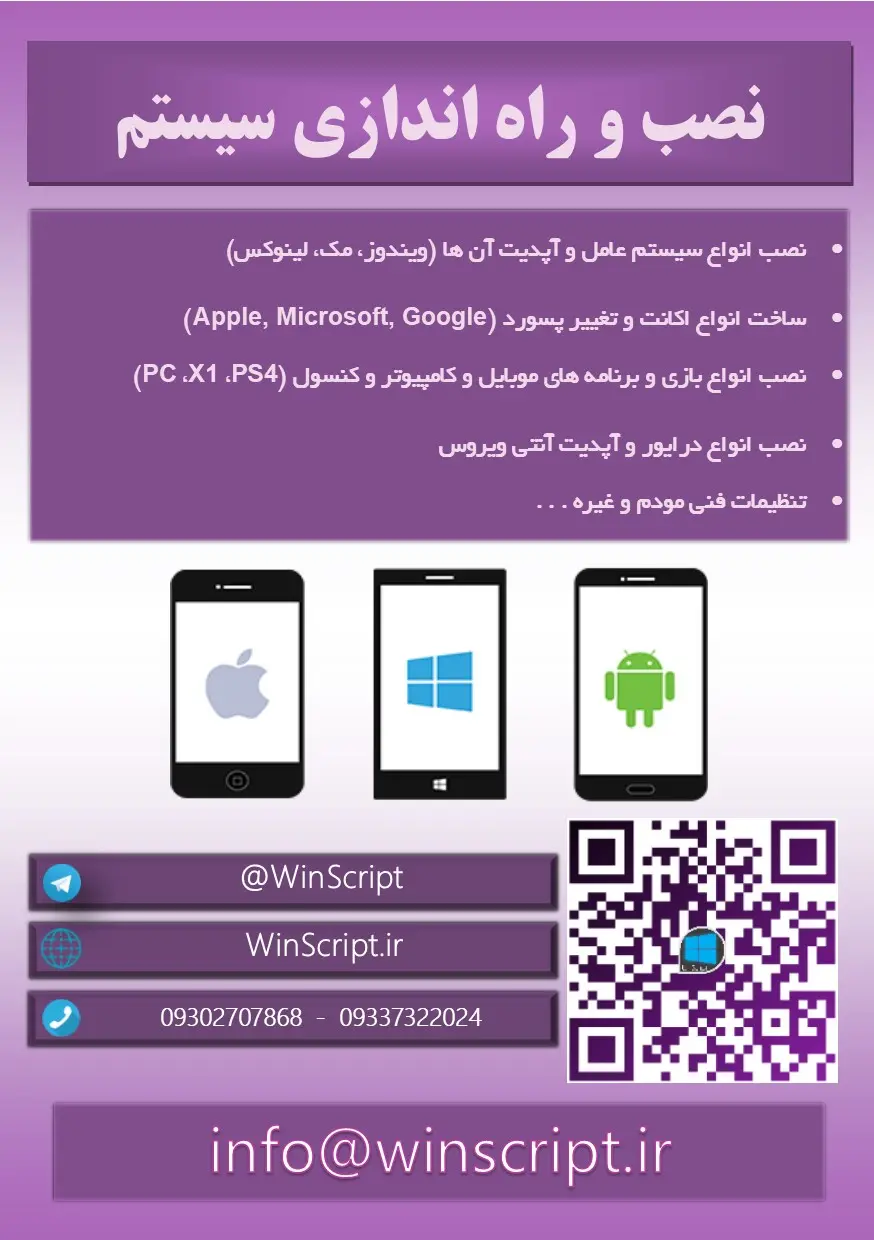 نصب و راه اندازی سیستم
• نصب انواع سیستم عامل و آپدیت آن ها (ویندوز، مک، لینوکس)
• ساخت انواع اکانت و تغییر پسورد (Apple, Microsoft, Google)
• نصب انواع بازی و برنامه های موبایل و کامپیوتر و کنسول (PC ،X1 ،PS4)
• نصب انواع درایور و آپدیت آنتی ویروس
• تنظیمات فنی مودم و غیره . . .
@WinScript
WinScript.ir
09302707868 - 09337322024
info@winscript.ir